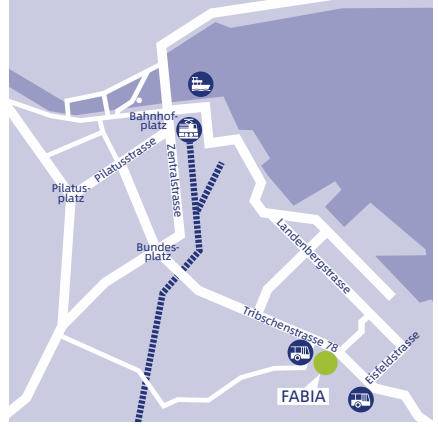 Bahnhof-
platz
Pilatusstrasse
Zentralstrasse
Pilatus-
platz
Bundes-
platz
Landenbergstrasse
Tribschenstrasse 78
Eisfeldstrasse
FABIA